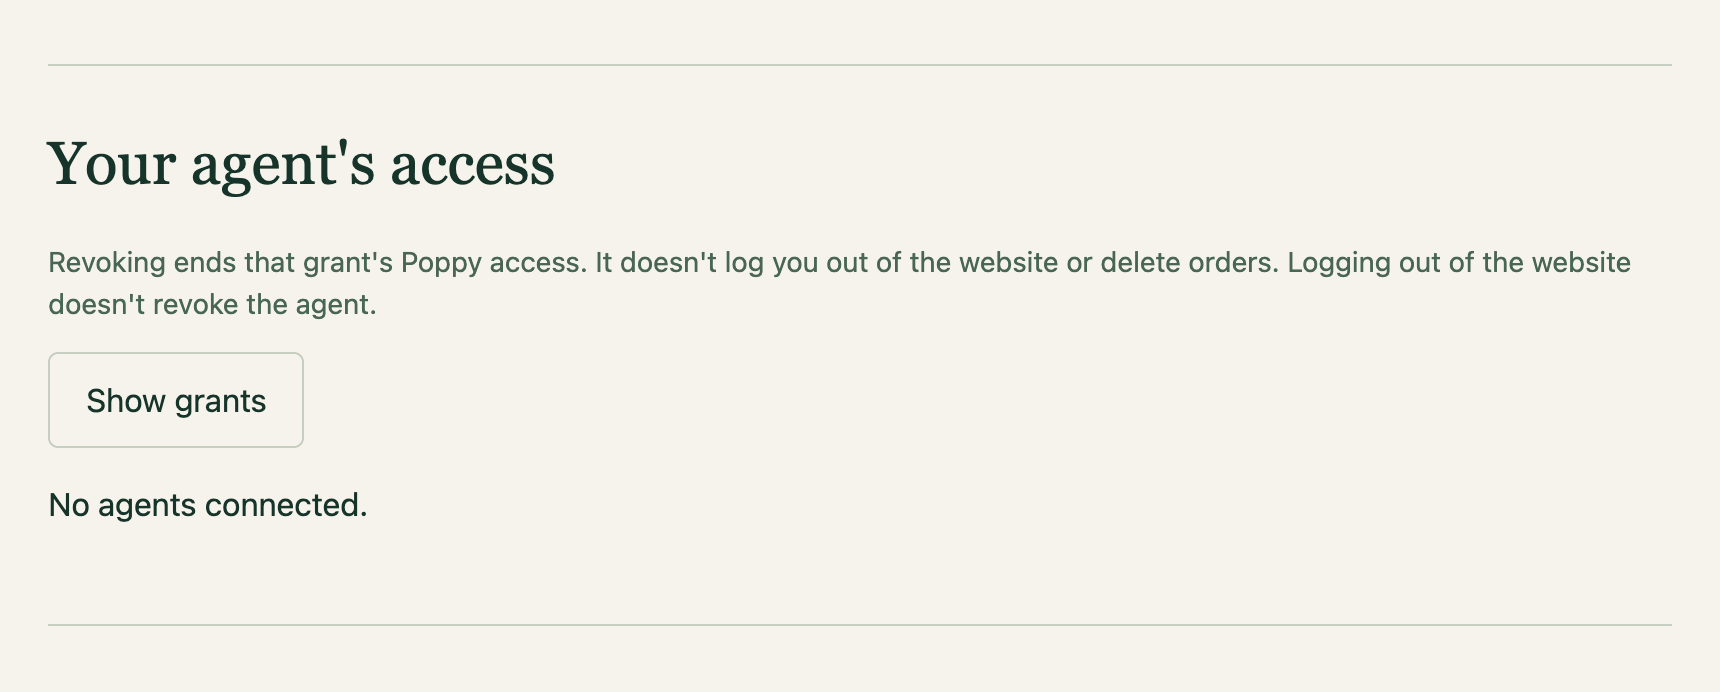 Your agent's access
Revoking ends that grant's Poppy access. It doesn't log you out of the website or delete orders. Logging out of the website
doesn't revoke the agent.
Show grants
No agents connected.